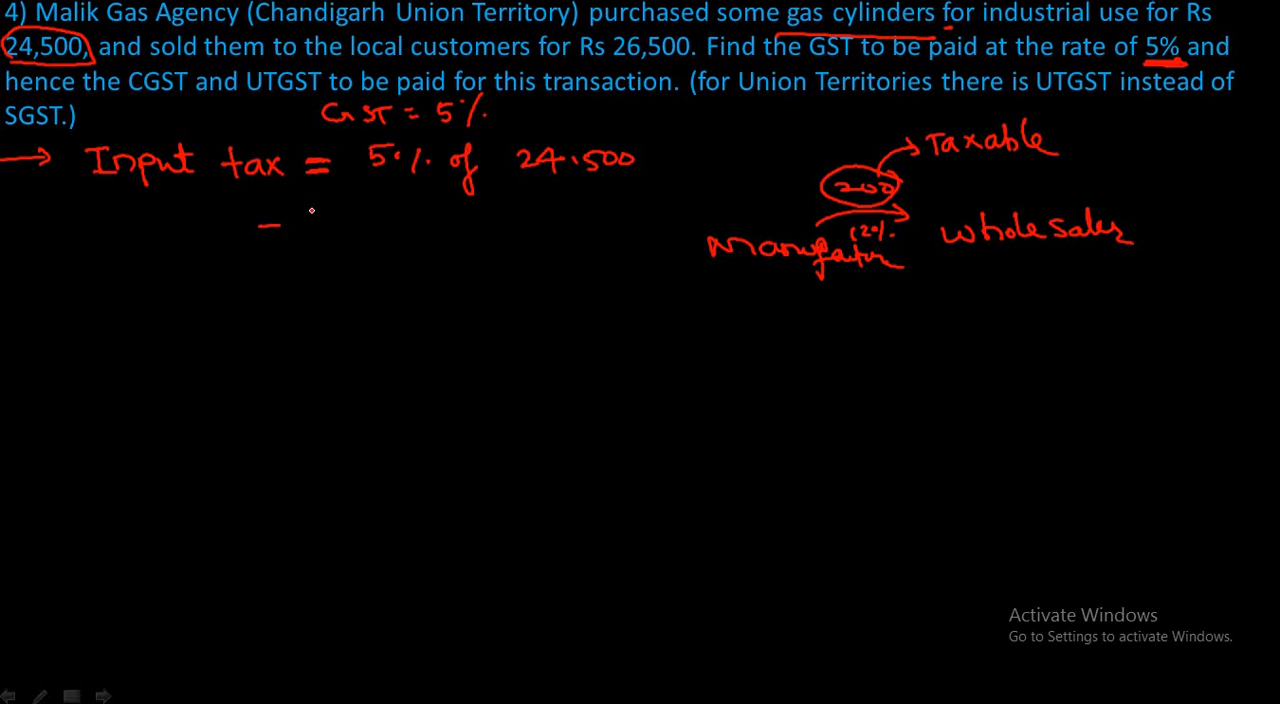 4) Malik Gas Agency (Chandigarh Union Territory) purchased some gas cylinders for industrial use for Rs
24,500, and sold them to the local customers for Rs 26,500. Find the GST to be paid at the rate of 5% and
hence the CGST and UTGST to be paid for this transaction. (for Union Territories there is UTGST instead of
SGST.)
GST = 5%
→ Input tax = 5% of 24.500
=
Taxable
200
12%
wholesaler
Activate Windows
Go to Settings to activate Windows.